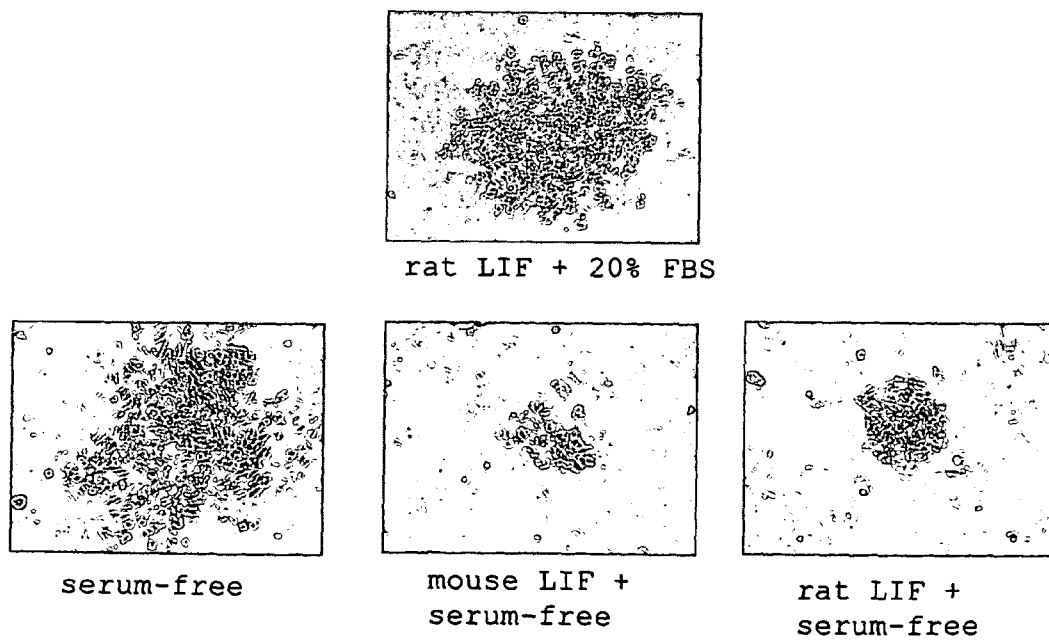 rat LIF + 20% FBS
serum-free
mouse LIF +
serum-free
rat LIF +
serum-free